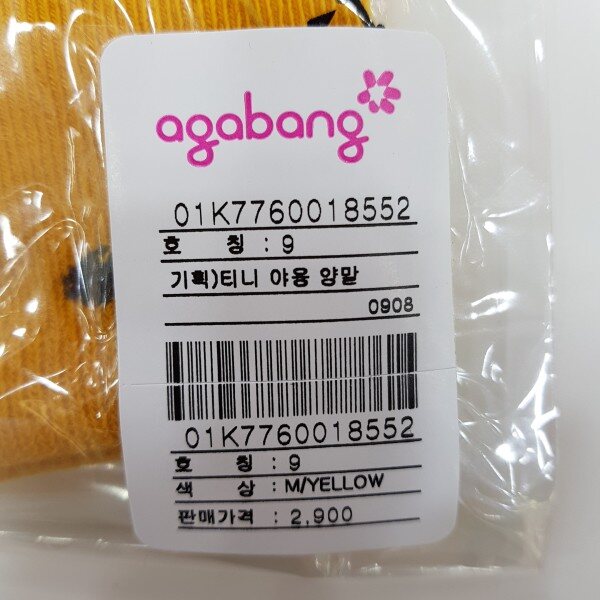 agabang
01K7760018552
호 칭 : 9
기획)티니 야옹 양말
0908
01K7760018552
호 칭 : 9
색 상 : M/YELLOW
판매가격 : 2,900